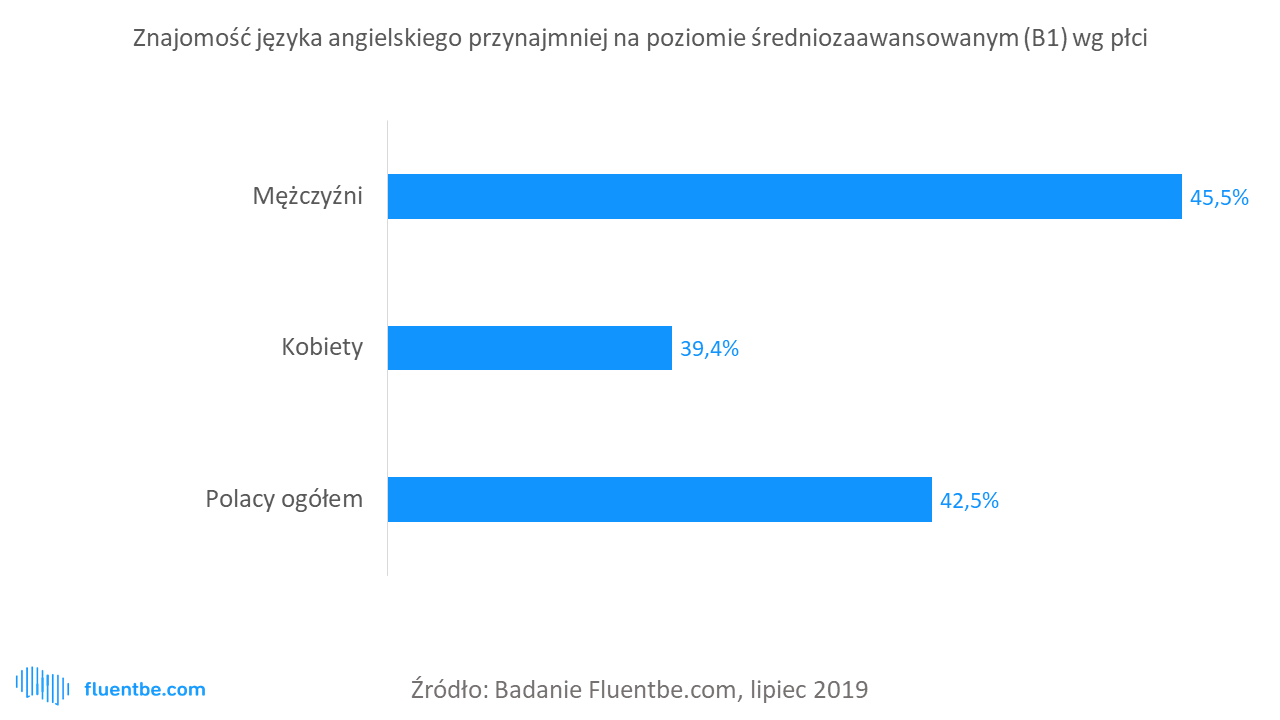 Znajomość języka angielskiego przynajmniej na poziomie średniozaawansowanym (B1) wg płci
Mężczyźni 45,5%
Kobiety 39,4%
Polacy ogółem 42,5%
fluentbe.com
Źródło: Badanie Fluentbe.com, lipiec 2019